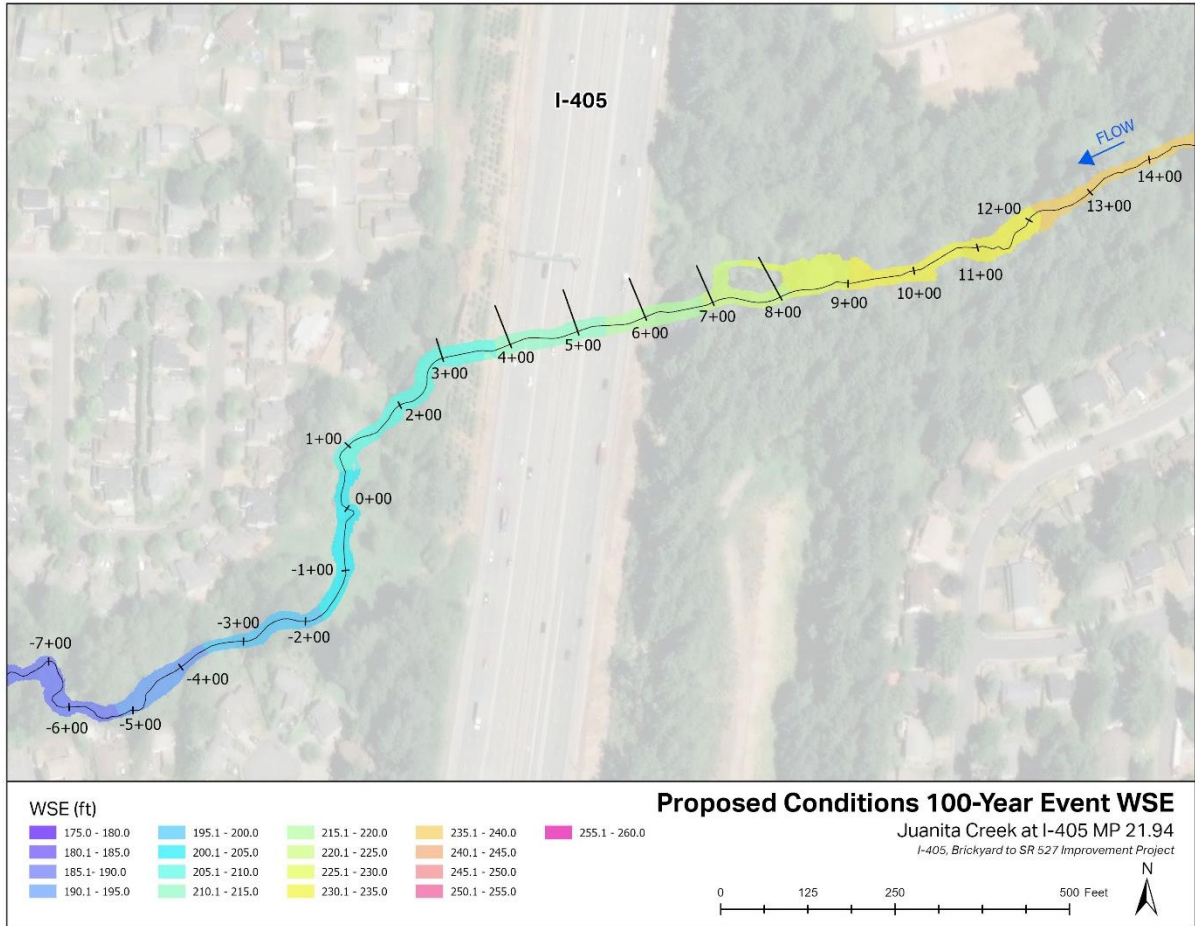 I-405
FLOW
14+00
13+00
12+00
11+00
10+00
9+00
8+00
7+00
6+00
5+00
4+00
3+00
2+00
1+00
0+00
-1+00
-2+00
-3+00
-4+00
-5+00
-6+00
-7+00
WSE (ft)
175.0 - 180.0
180.1 - 185.0
185.1 - 190.0
190.1 - 195.0
195.1 - 200.0
200.1 - 205.0
205.1 - 210.0
210.1 - 215.0
215.1 - 220.0
220.1 - 225.0
225.1 - 230.0
230.1 - 235.0
235.1 - 240.0
240.1 - 245.0
245.1 - 250.0
250.1 - 255.0
255.1 - 260.0
Proposed Conditions 100-Year Event WSE
Juanita Creek at I-405 MP 21.94
I-405, Brickyard to SR 527 Improvement Project
N
0 125 250 500 Feet